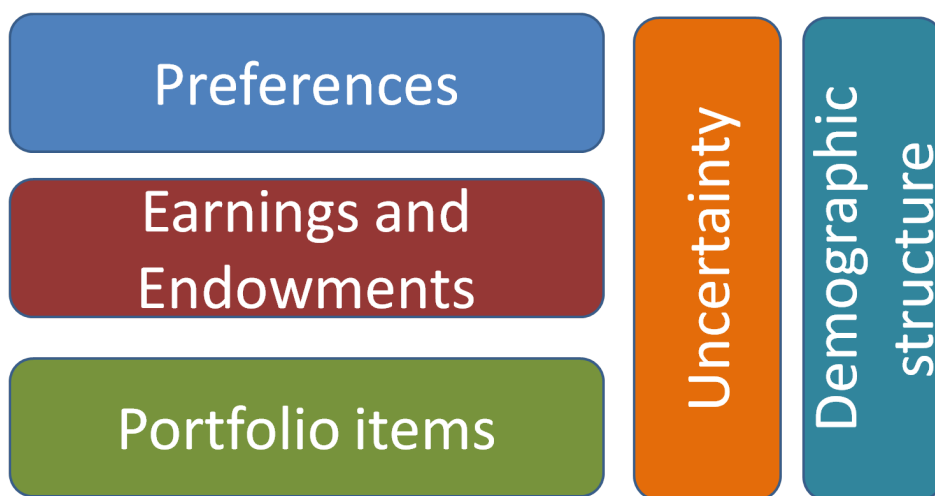 Preferences
Earnings and
Endowments
Portfolio items
Uncertainty
Demographic
structure